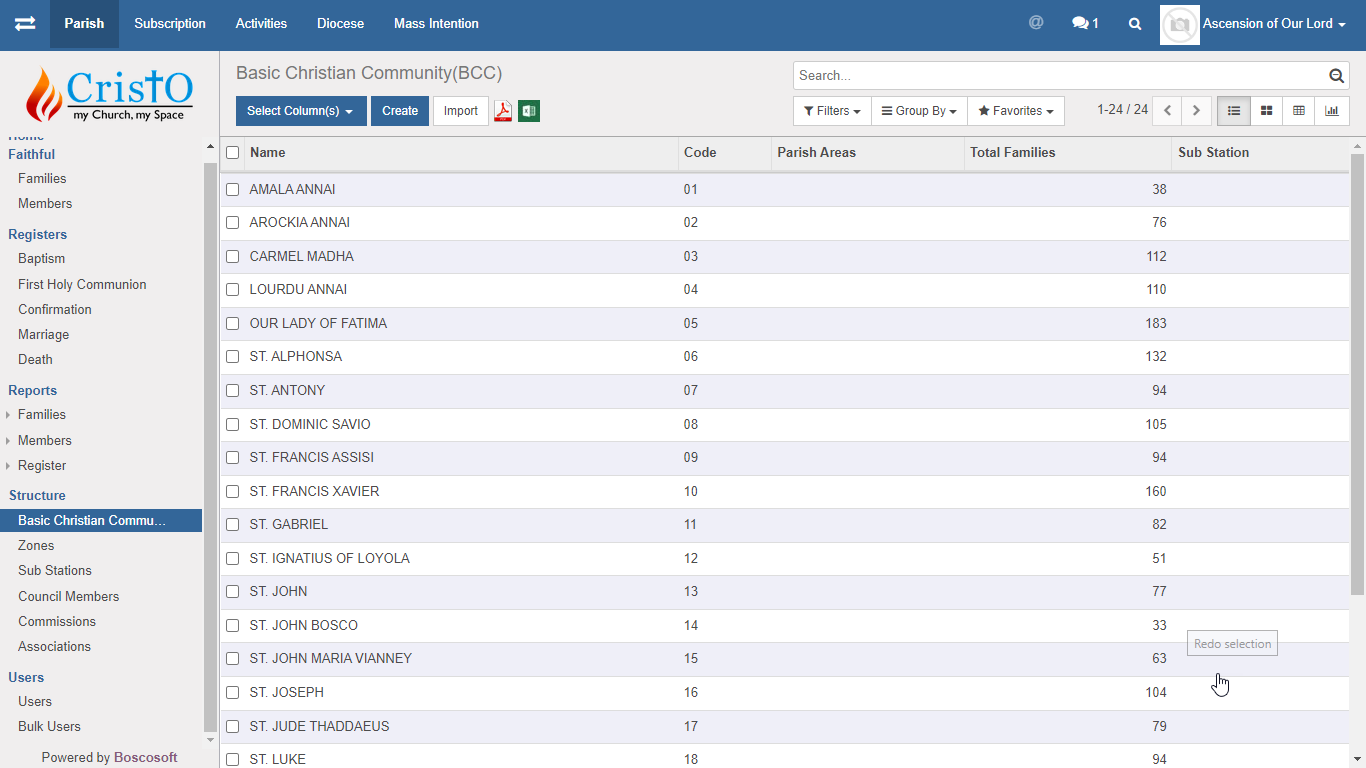 Parish Subscription Activities Diocese Mass Intention @ 1 Ascension of Our Lord
CrisTO
my Church, my Space
Home
Faithful
Families
Members
Registers
Baptism
First Holy Communion
Confirmation
Marriage
Death
Reports
Families
Members
Register
Structure
Basic Christian Commu...
Zones
Sub Stations
Council Members
Commissions
Associations
Users
Users
Bulk Users
Powered by Boscosoft
Basic Christian Community(BCC)
Search...
Select Column(s) Create Import
Filters Group By Favorites 1-24 / 24
Name Code Parish Areas Total Families Sub Station
AMALA ANNAI 01 38
AROCKIA ANNAI 02 76
CARMEL MADHA 03 112
LOURDU ANNAI 04 110
OUR LADY OF FATIMA 05 183
ST. ALPHONSA 06 132
ST. ANTONY 07 94
ST. DOMINIC SAVIO 08 105
ST. FRANCIS ASSISI 09 94
ST. FRANCIS XAVIER 10 160
ST. GABRIEL 11 82
ST. IGNATIUS OF LOYOLA 12 51
ST. JOHN 13 77
ST. JOHN BOSCO 14 33
Redo selection
ST. JOHN MARIA VIANNEY 15 63
ST. JOSEPH 16 104
ST. JUDE THADDAEUS 17 79
ST. LUKE 18 94